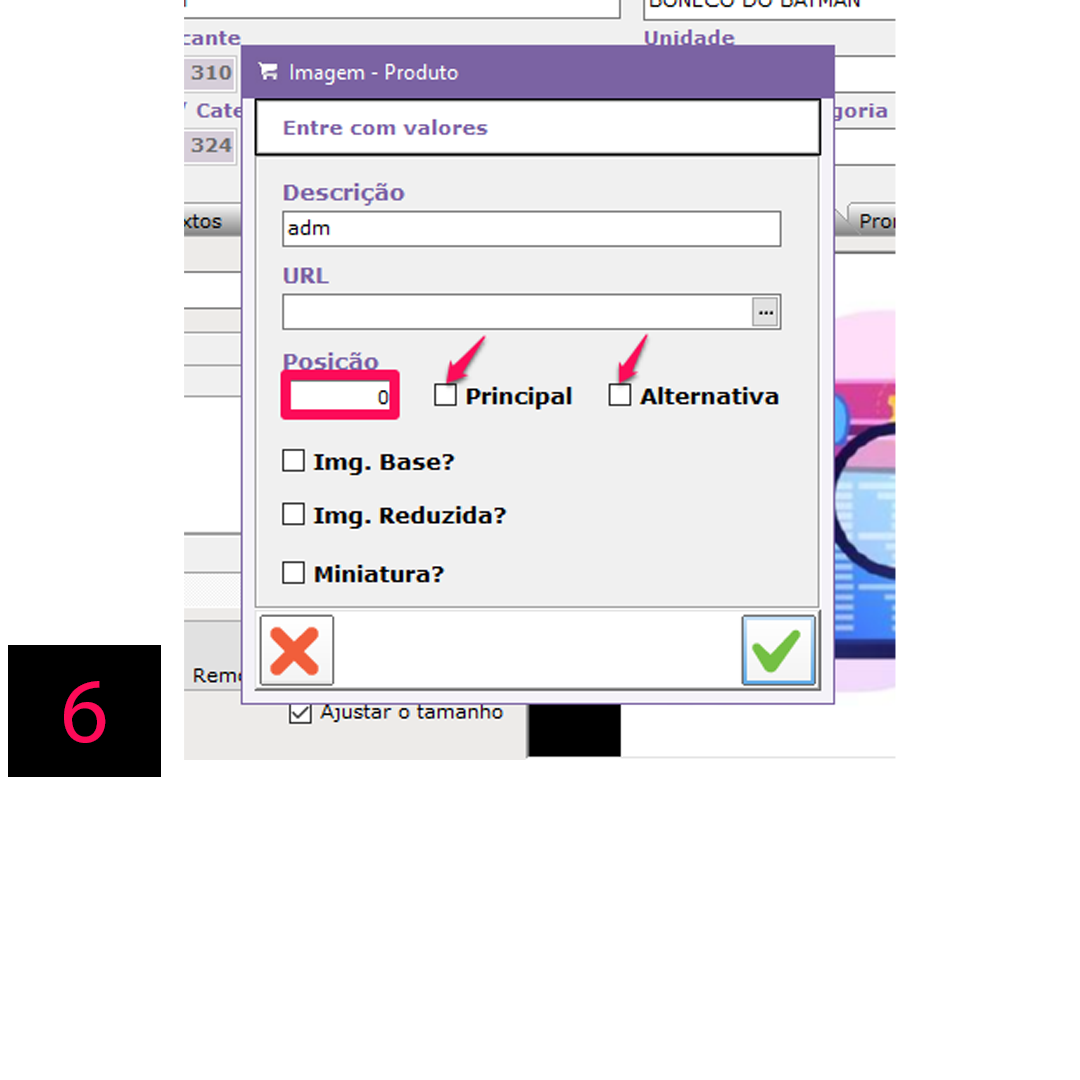 BONECO DO BATMAN
cante
Unidade
310
Imagem - Produto
Cate
goria
Entre com valores
324
Descrição
xtos
adm
Pro
URL
...
Posição
0
Principal
Alternativa
Img. Base?
Img. Reduzida?
Miniatura?
Remo
Ajustar o tamanho
6